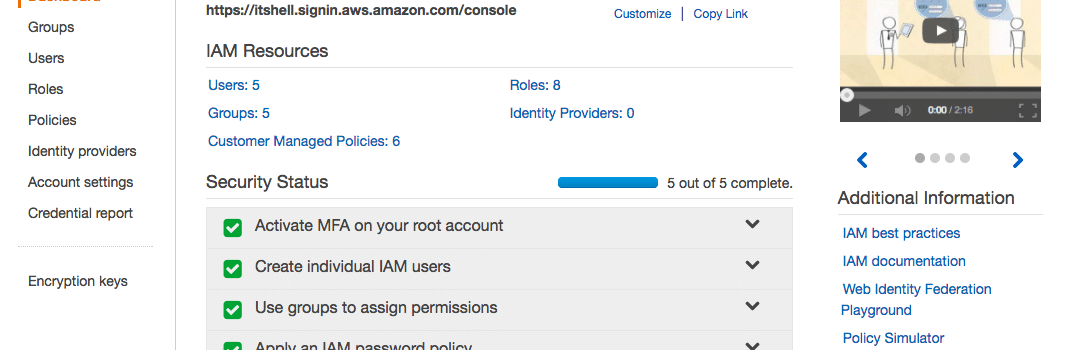 Dashboard
Groups
Users
Roles
Policies
Identity providers
Account settings
Credential report
Encryption keys
https://itshell.signin.aws.amazon.com/console
Customize | Copy Link
IAM Resources
Users: 5
Roles: 8
Groups: 5
Identity Providers: 0
Customer Managed Policies: 6
Security Status
5 out of 5 complete.
Activate MFA on your root account
Create individual IAM users
Use groups to assign permissions
Apply an IAM password policy
0:00 / 2:16
Additional Information
IAM best practices
IAM documentation
Web Identity Federation
Playground
Policy Simulator